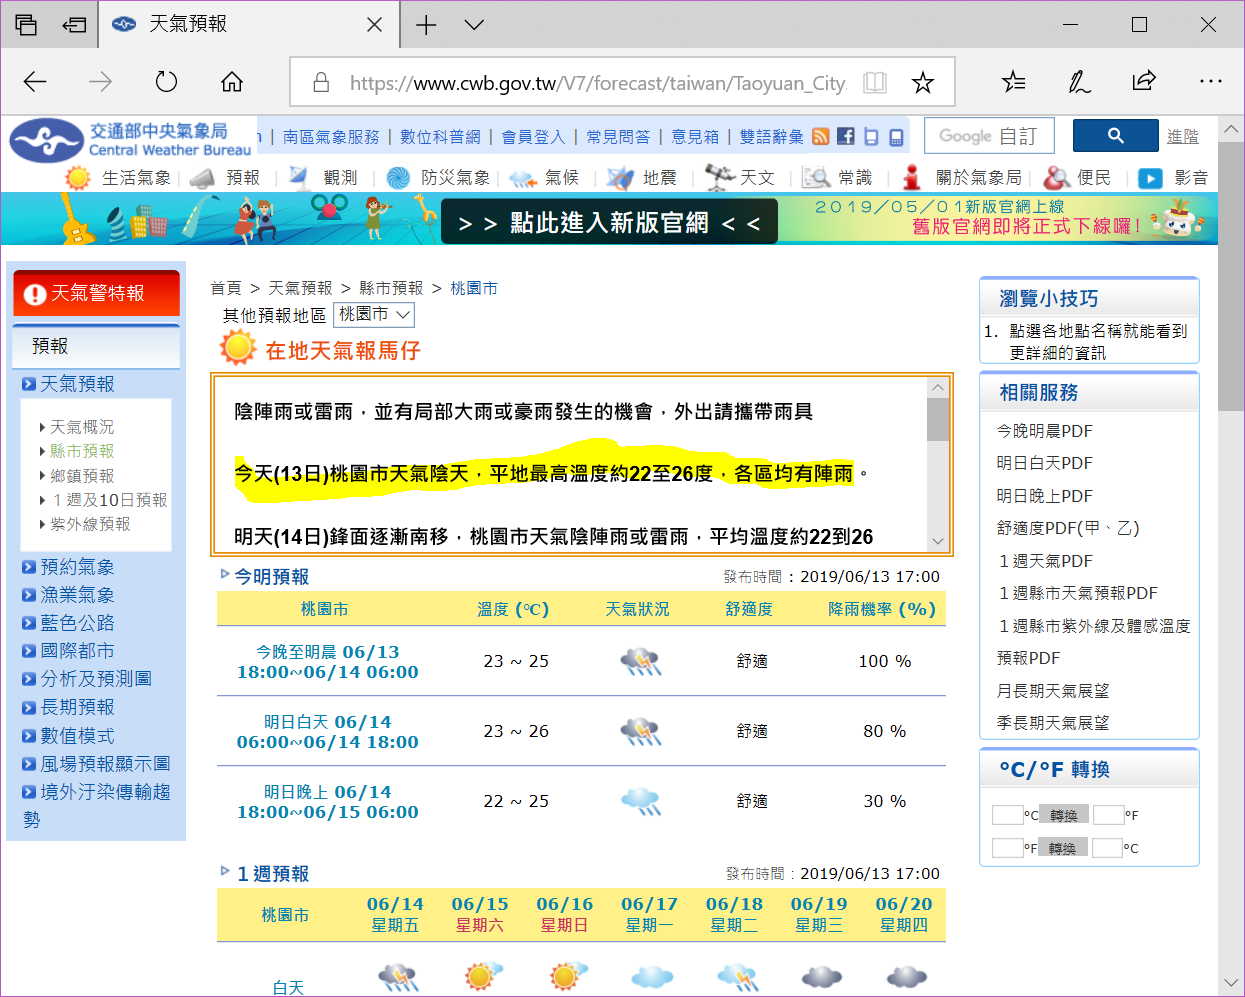 天氣預報
https://www.cwb.gov.tw/V7/forecast/taiwan/Taoyuan_City.
交通部中央氣象局
Central Weather Bureau
| 南區氣象服務 | 數位科普網 | 會員登入 | 常見問答 | 意見箱 | 雙語辭彙
Google 自訂
進階
生活氣象 | 預報 | 觀測 | 防災氣象 | 氣候 | 地震 | 天文 | 常識 | 關於氣象局 | 便民 | 影音
> > 點此進入新版官網 < <
2019/05/01新版官網上線
舊版官網即將正式下線囉!
天氣警特報
預報
天氣預報
天氣概況
縣市預報
鄉鎮預報
1週及10日預報
紫外線預報
預約氣象
漁業氣象
藍色公路
國際都市
分析及預測圖
長期預報
數值模式
風場預報顯示圖
境外汙染傳輸趨
勢
首頁 > 天氣預報 > 縣市預報 > 桃園市
其他預報地區 桃園市
在地天氣報馬仔
陰陣雨或雷雨，並有局部大雨或豪雨發生的機會，外出請攜帶雨具
今天(13日)桃園市天氣陰天，平地最高溫度約22至26度，各區均有陣雨。
明天(14日)鋒面逐漸南移，桃園市天氣陰陣雨或雷雨，平均溫度約22到26
今明預報
發布時間 : 2019/06/13 17:00
桃園市 溫度 (°C) 天氣狀況 舒適度 降雨機率 (%)
今晚至明晨 06/13
18:00~06/14 06:00
23 ~ 25 舒適 100 %
明日白天 06/14
06:00~06/14 18:00
23 ~ 26 舒適 80 %
明日晚上 06/14
18:00~06/15 06:00
22 ~ 25 舒適 30 %
1週預報
發布時間 : 2019/06/13 17:00
桃園市
06/14 06/15 06/16 06/17 06/18 06/19 06/20
星期五 星期六 星期日 星期一 星期二 星期三 星期四
白天
瀏覽小技巧
1. 點選各地點名稱就能看到
更詳細的資訊
相關服務
今晚明晨PDF
明日白天PDF
明日晚上PDF
舒適度PDF(甲、乙)
1週天氣PDF
1週縣市天氣預報PDF
1週縣市紫外線及體感溫度
預報PDF
月長期天氣展望
季長期天氣展望
°C/°F 轉換
°C 轉換 °F
°F 轉換 °C